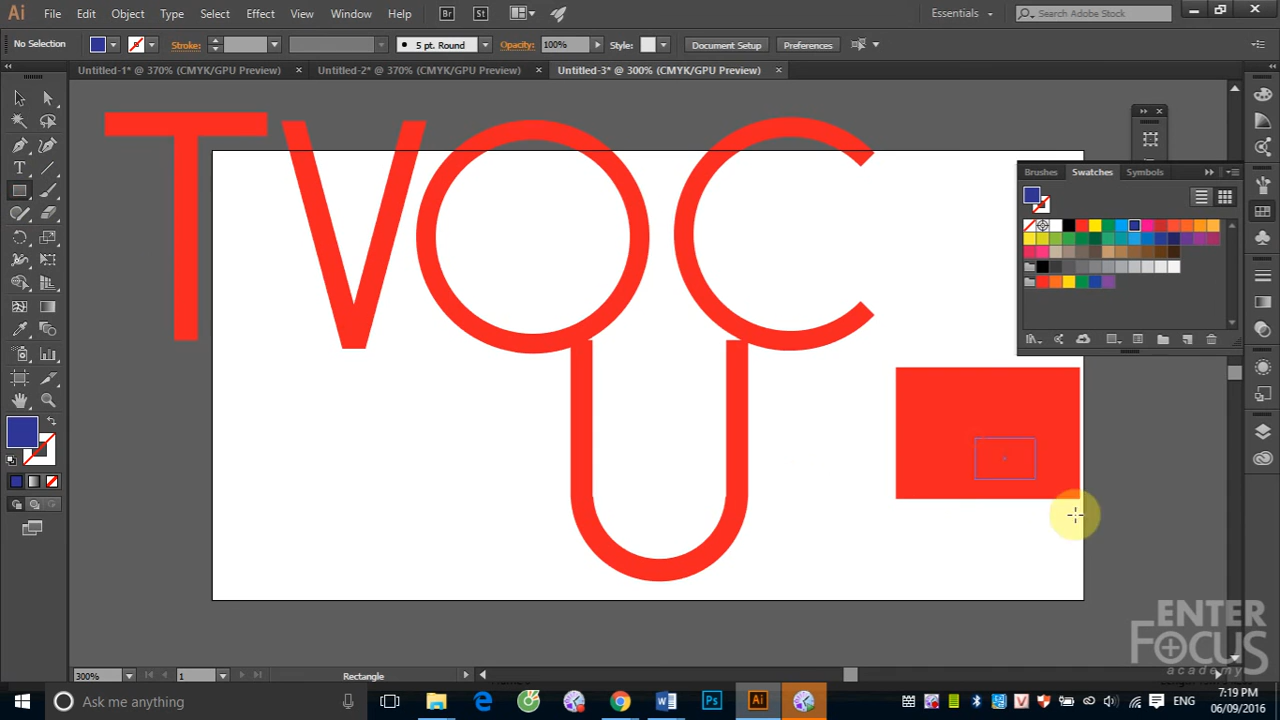 Ai File Edit Object Type Select Effect View Window Help Br St Essentials Search Adobe Stock
No Selection Stroke: 5 pt. Round Opacity: 100% Style: Document Setup Preferences
Untitled-1* @ 370% (CMYK/GPU Preview) × Untitled-2* @ 370% (CMYK/GPU Preview) × Untitled-3* @ 300% (CMYK/GPU Preview) ×
TVOC
U
Brushes Swatches Symbols
ENTER
FOCUS
academy
300% 1 Rectangle
Ask me anything Ps Ai ENG 7:19 PM
06/09/2016